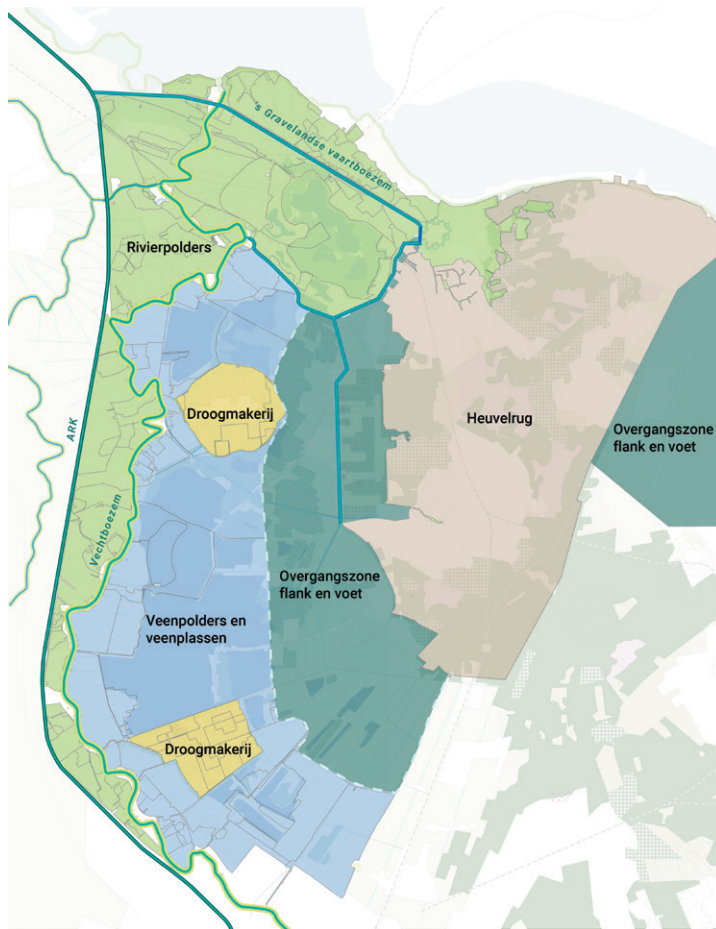 's Gravelandse vaartboezem
Rivierpolders
Droogmakerij
Heuvelrug
Overgangszone
flank en voet
ARK
Vechtboezem
Overgangszone
flank en voet
Veenpolders en
veenplassen
Droogmakerij